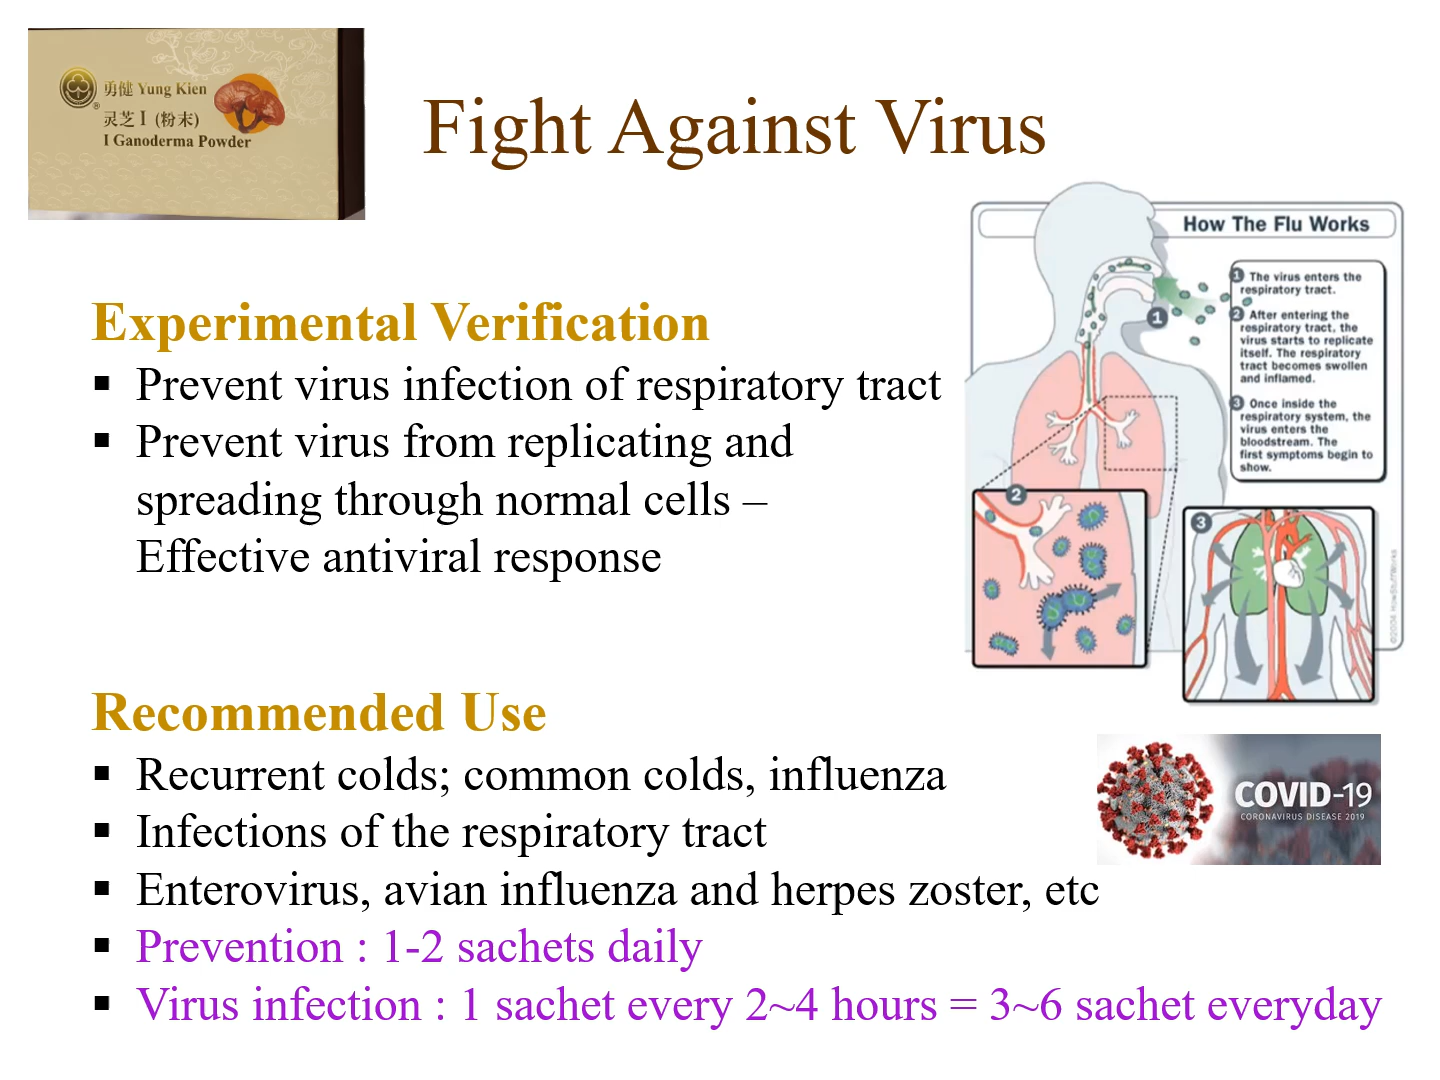 勇健 Yung Kien
灵芝 I (粉末)
I Ganoderma Powder
®
Fight Against Virus
Experimental Verification
▪ Prevent virus infection of respiratory tract
▪ Prevent virus from replicating and
spreading through normal cells –
Effective antiviral response
How The Flu Works
1 The virus enters the
respiratory tract.
2 After entering the
respiratory tract, the
virus starts to replicate
itself. The respiratory
tract becomes swollen
and inflamed.
3 Once inside the
respiratory system, the
virus enters the
bloodstream. The
first symptoms begin to
show.
1
2
3
©2006 HowStuffWorks
Recommended Use
▪ Recurrent colds; common colds, influenza
▪ Infections of the respiratory tract
▪ Enterovirus, avian influenza and herpes zoster, etc
▪ Prevention : 1-2 sachets daily
▪ Virus infection : 1 sachet every 2~4 hours = 3~6 sachet everyday
COVID-19
CORONAVIRUS DISEASE 2019